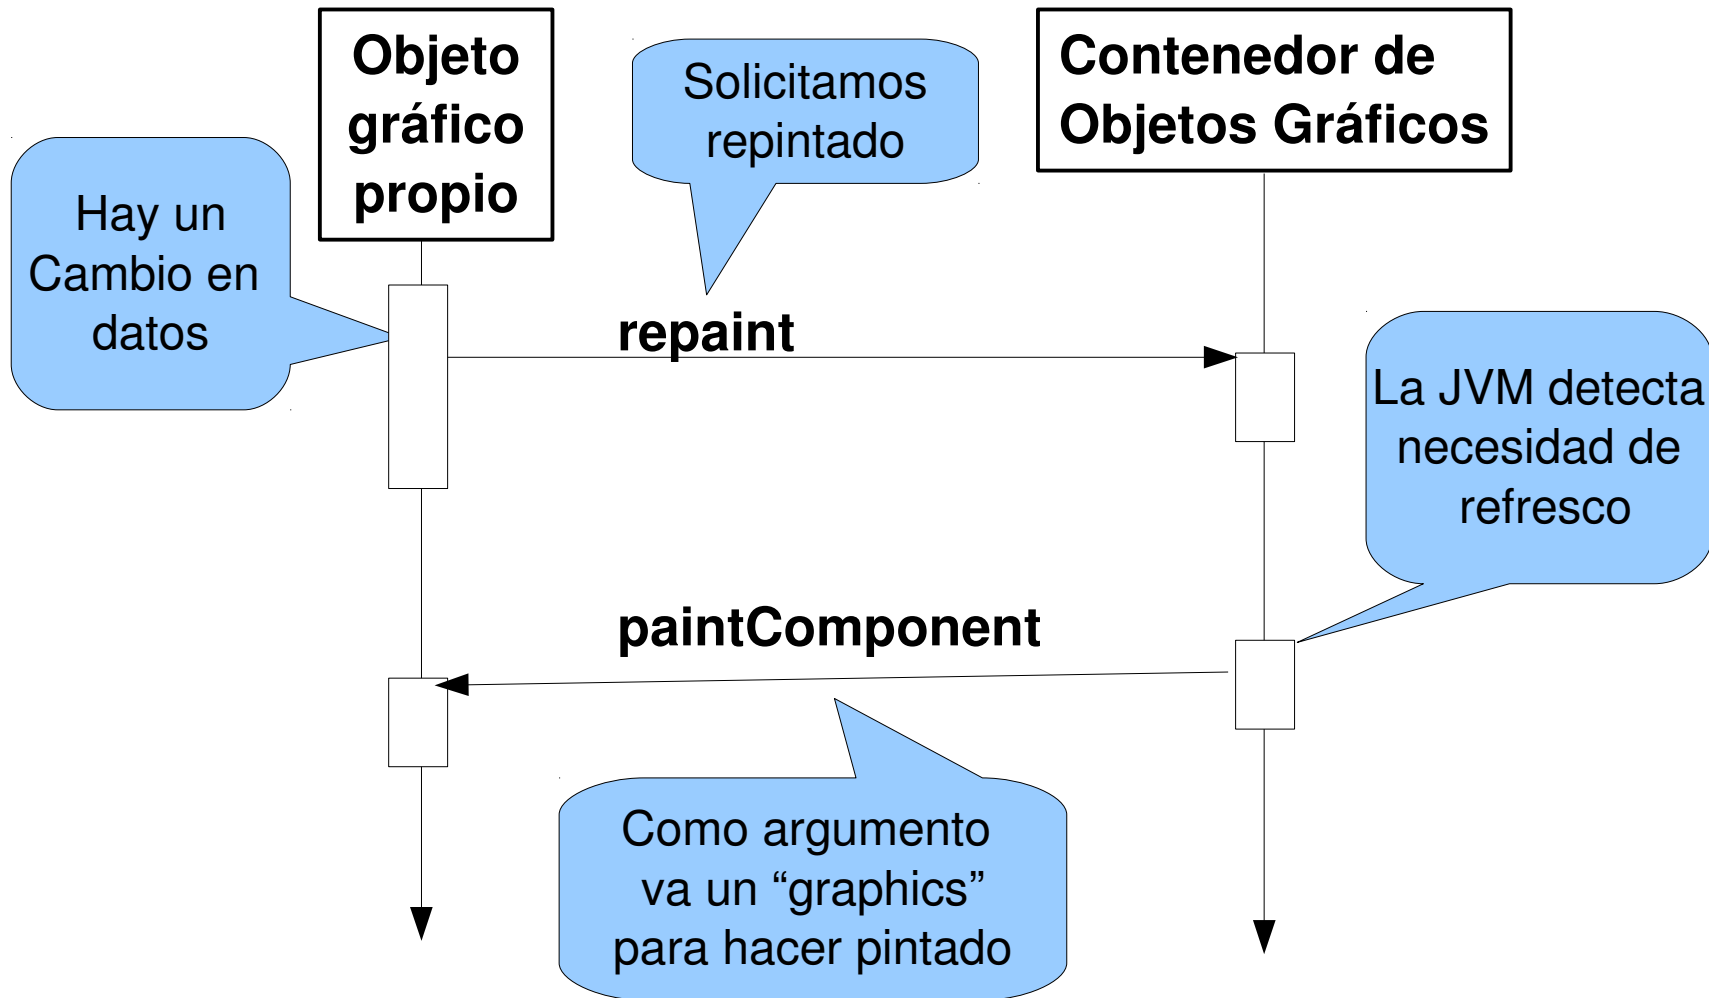 Objeto
gráfico
propio
Solicitamos
repintado
Contenedor de
Objetos Gráficos
Hay un
Cambio en
datos
repaint
La JVM detecta
necesidad de
refresco
paintComponent
Como argumento
va un “graphics”
para hacer pintado